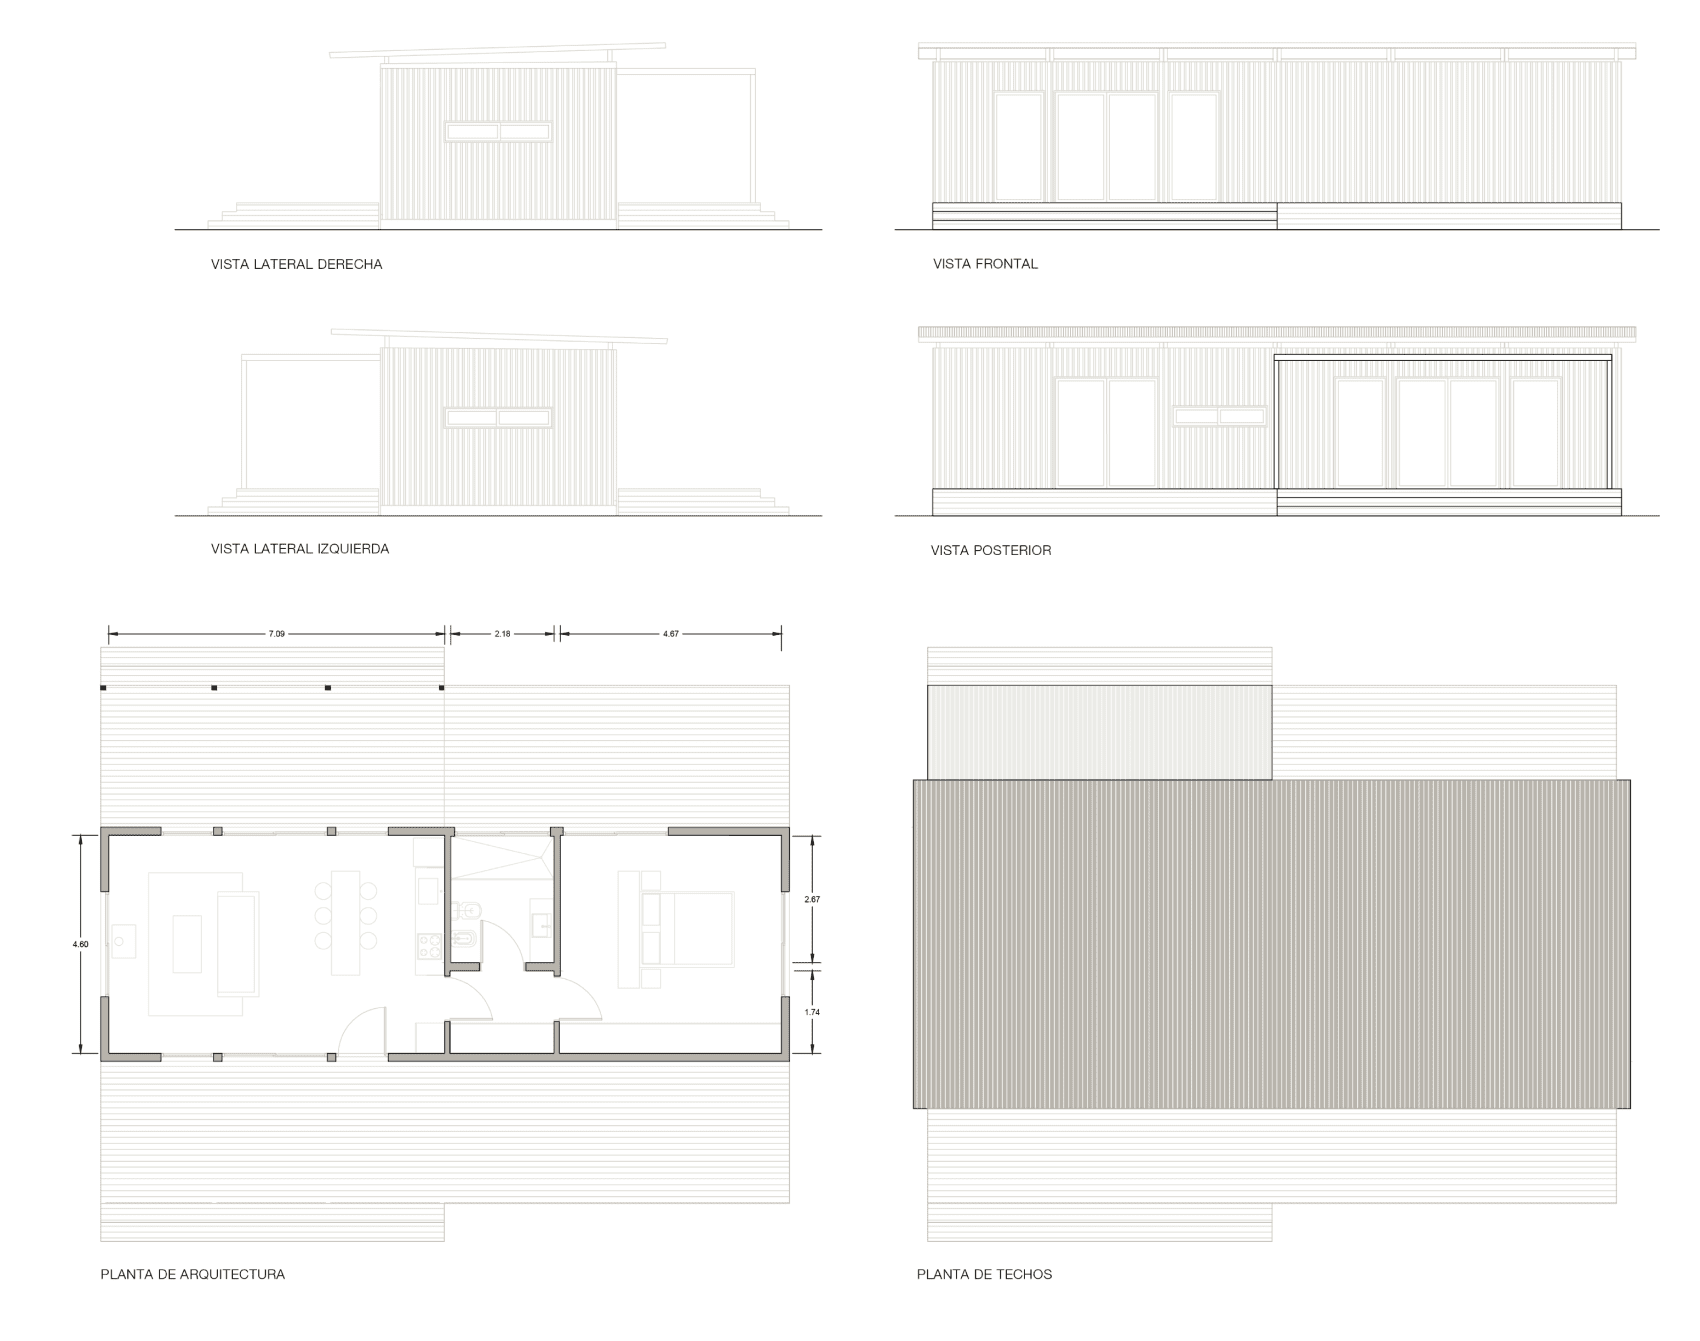 VISTA LATERAL DERECHA
VISTA FRONTAL
VISTA LATERAL IZQUIERDA
VISTA POSTERIOR
7.09
2.18
4.67
4.60
2.67
1.74
PLANTA DE ARQUITECTURA
PLANTA DE TECHOS